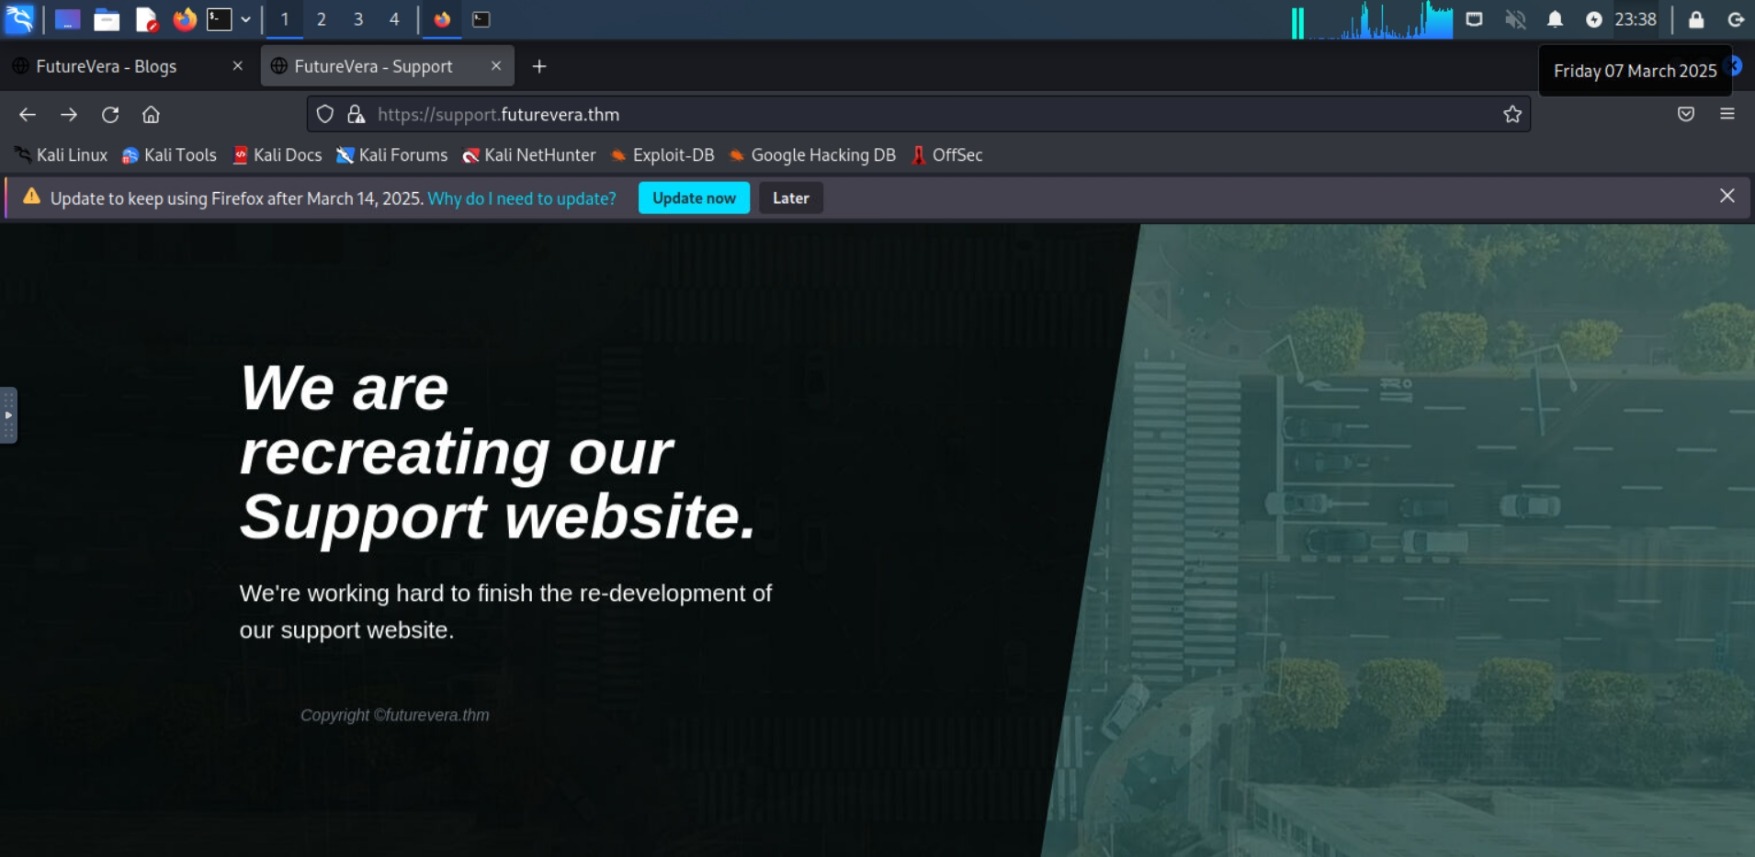 1 2 3 4 23:38
FutureVera - Blogs FutureVera - Support
Friday 07 March 2025
https://support.futurevera.thm
Kali Linux Kali Tools Kali Docs Kali Forums Kali NetHunter Exploit-DB Google Hacking DB OffSec
Update to keep using Firefox after March 14, 2025. Why do I need to update? Update now Later
We are
recreating our
Support website.
We're working hard to finish the re-development of
our support website.
Copyright ©futurevera.thm